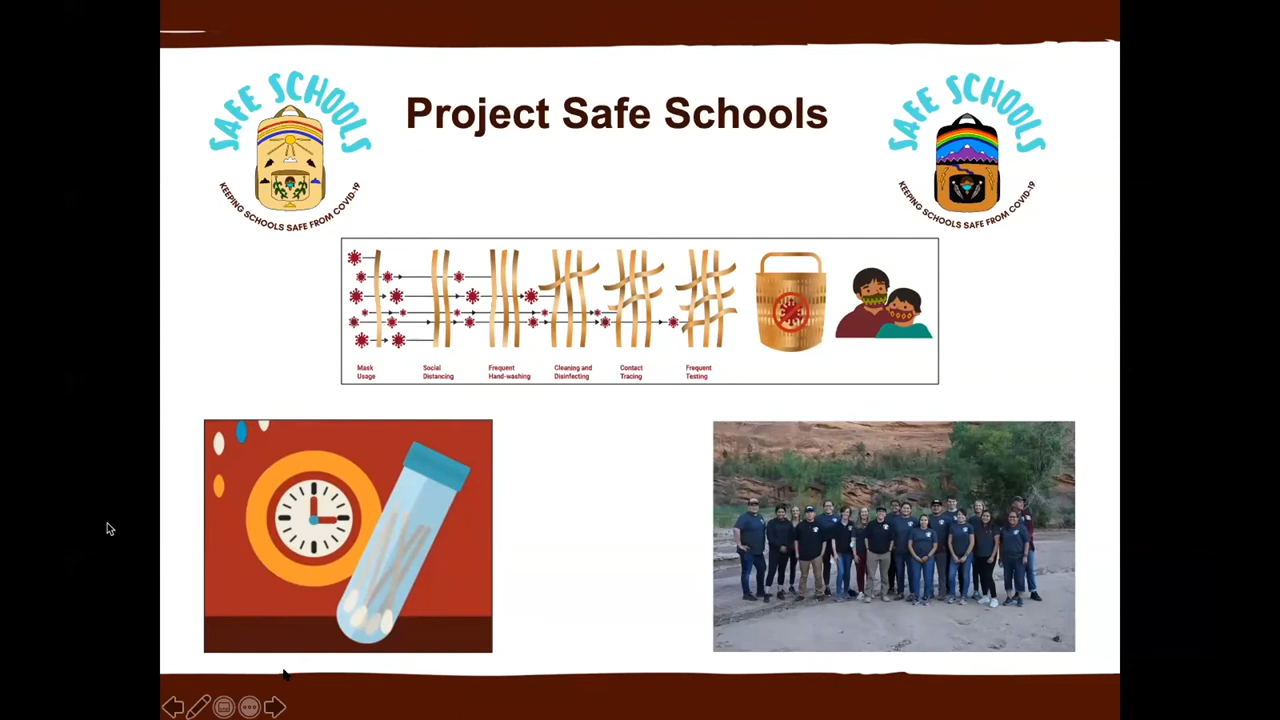 SAFE SCHOOLS
KEEPING SCHOOLS SAFE FROM COVID-19
Project Safe Schools
SAFE SCHOOLS
KEEPING SCHOOLS SAFE FROM COVID-19
Mask
Usage
Social
Distancing
Frequent
Hand-washing
Cleaning and
Disinfecting
Contact
Tracing
Frequent
Testing